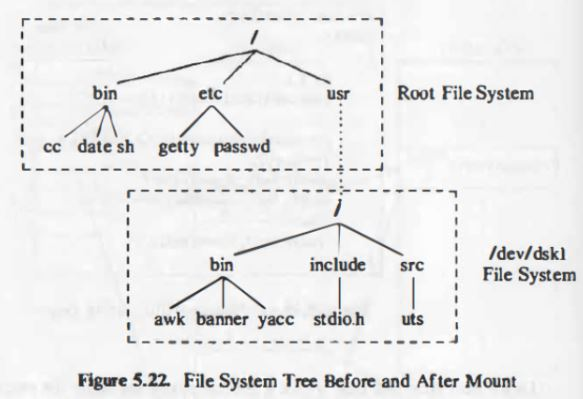 /
bin etc usr
Root File System
cc date sh getty passwd
/
bin include src
/dev/dsk1
File System
awk banner yacc stdio.h uts
Figure 5.22. File System Tree Before and After Mount